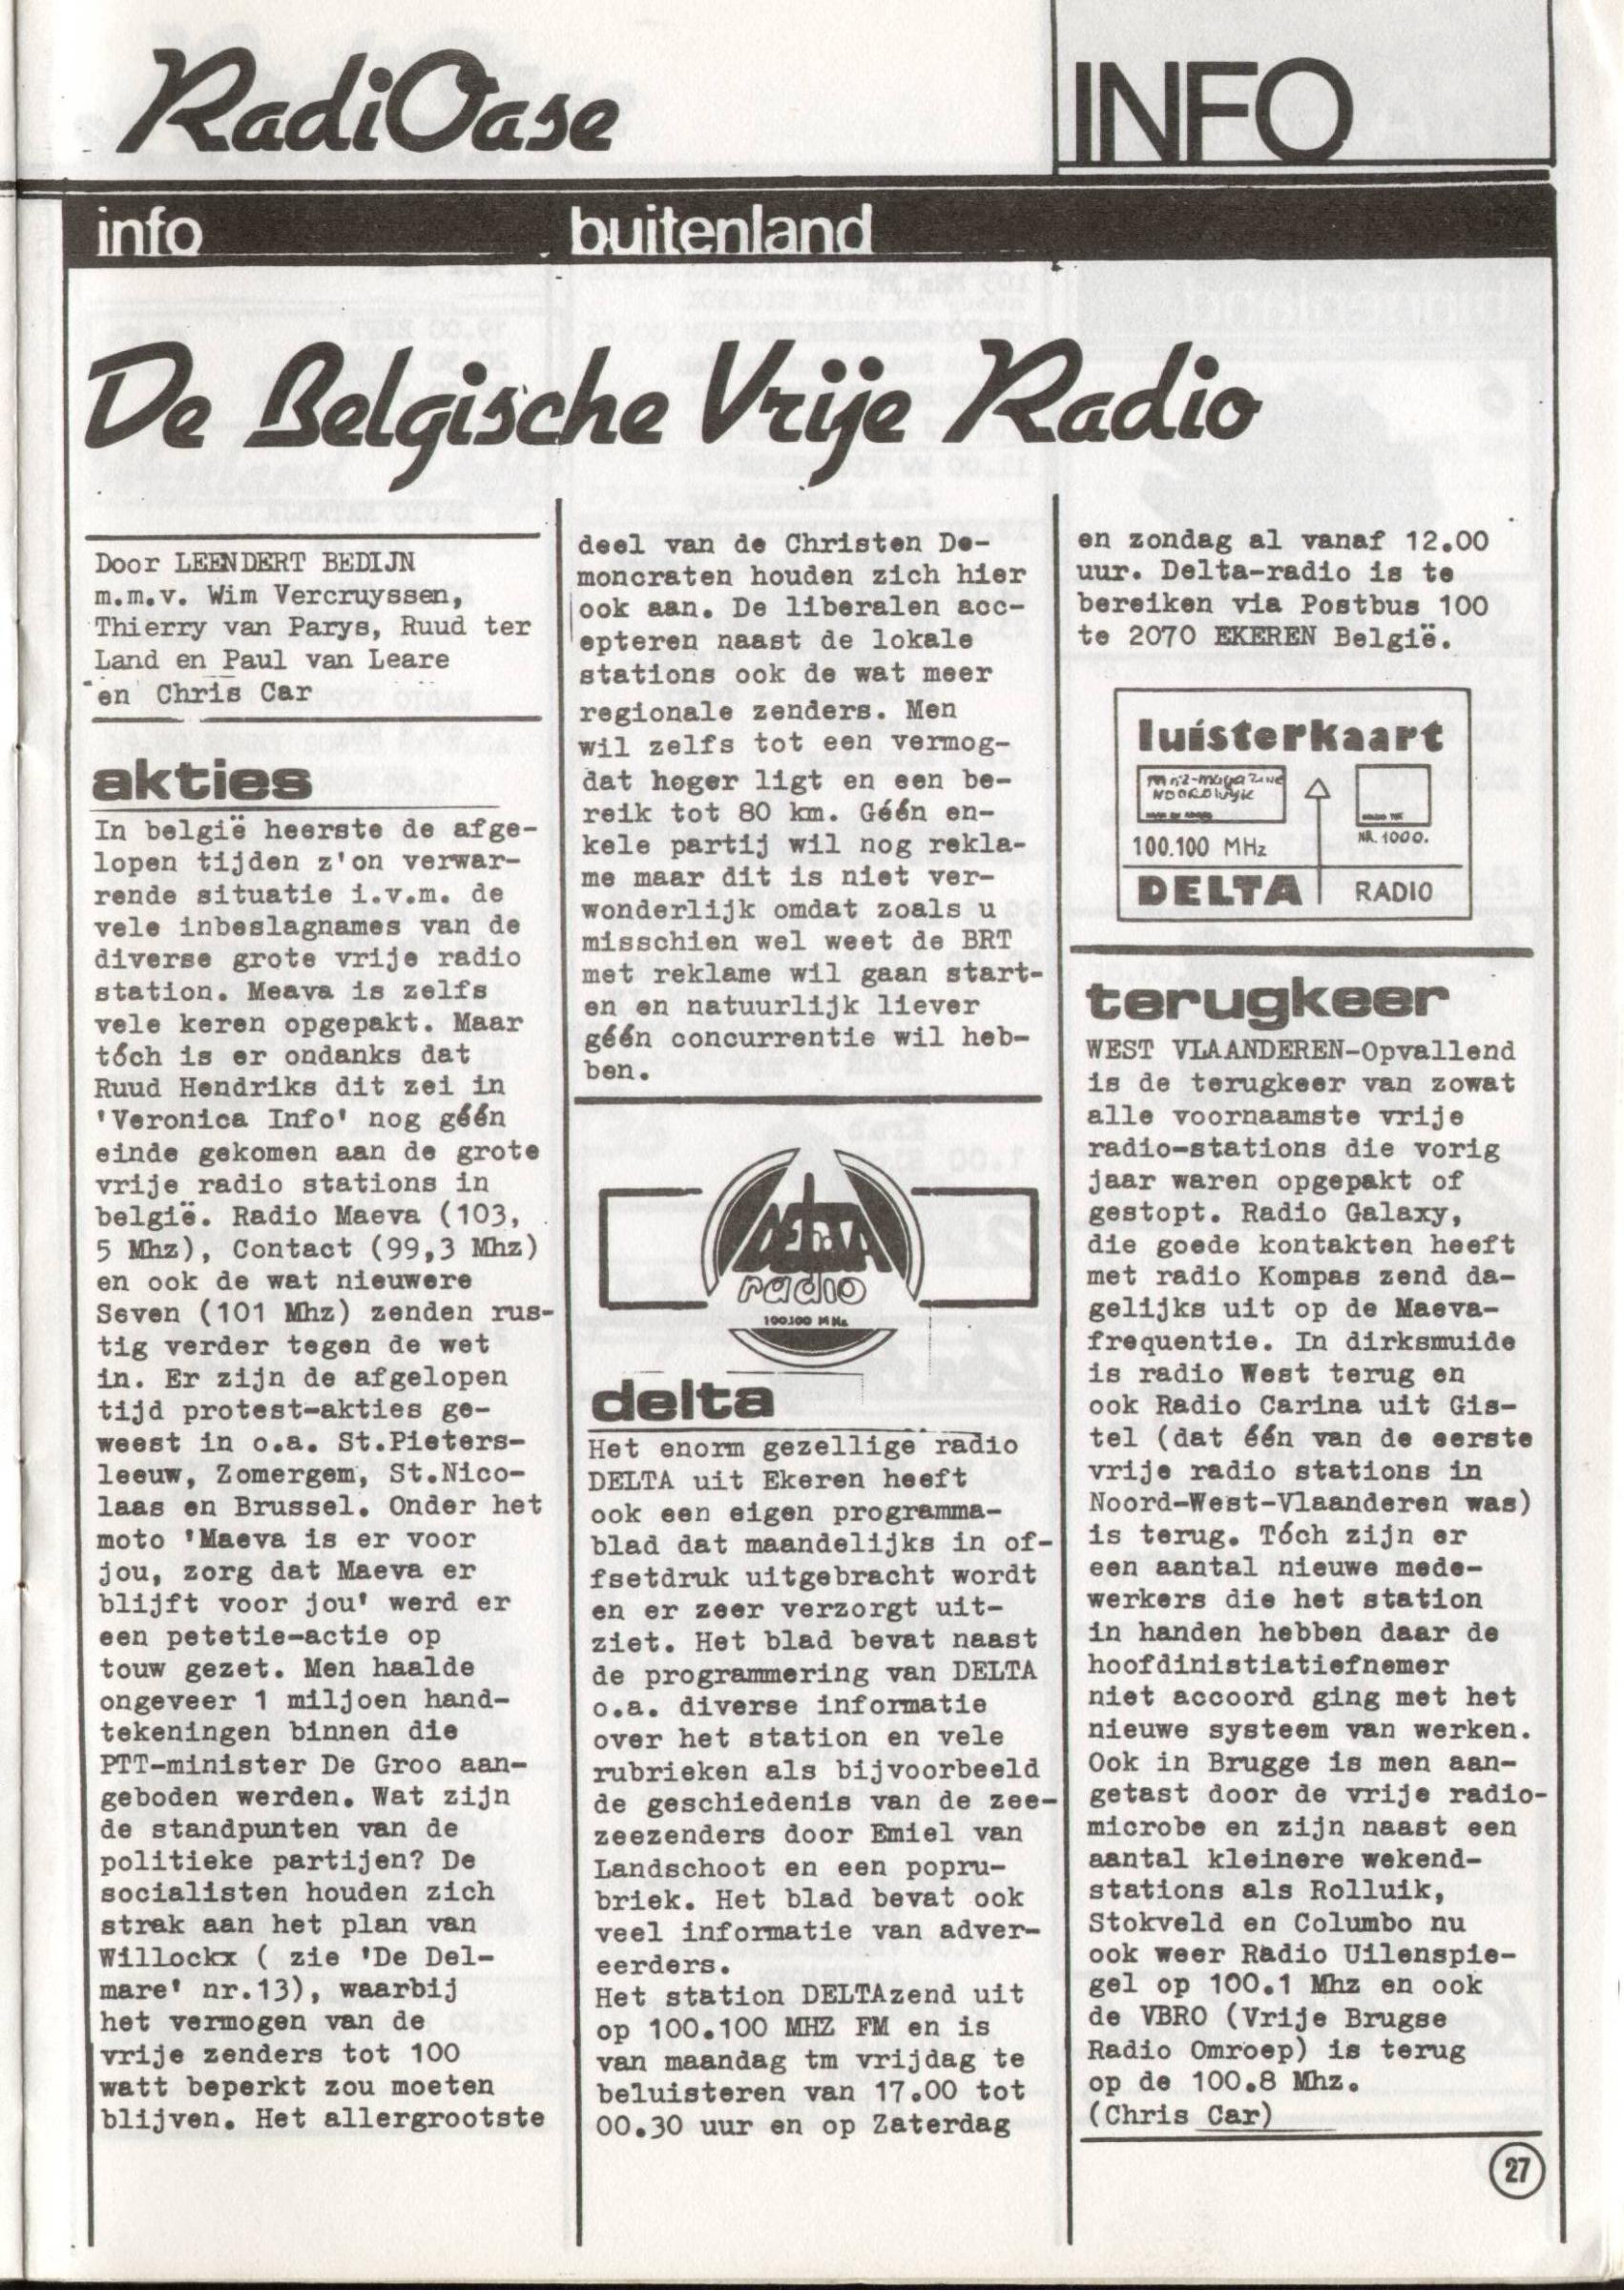 RadiOase
INFO
info buitenland
De Belgische Vrije Radio
Door LEENDERT BEDIJN
m.m.v. Wim Vercruyssen,
Thierry van Parys, Ruud ter
Land en Paul van Leare
en Chris Car
akties
In belgië heerste de afge-
lopen tijden z'on verwar-
rende situatie i.v.m. de
vele inbeslagnames van de
diverse grote vrije radio
station. Meava is zelfs
vele keren opgepakt. Maar
tóch is er ondanks dat
Ruud Hendriks dit zei in
'Veronica Info' nog géén
einde gekomen aan de grote
vrije radio stations in
belgië. Radio Maeva (103,
5 Mhz), Contact (99,3 Mhz)
en ook de wat nieuwere
Seven (101 Mhz) zenden rus-
tig verder tegen de wet
in. Er zijn de afgelopen
tijd protest-akties ge-
weest in o.a. St.Pieters-
leeuw, Zomergem, St.Nico-
laas en Brussel. Onder het
moto 'Maeva is er voor
jou, zorg dat Maeva er
blijft voor jou' werd er
een petetie-actie op
touw gezet. Men haalde
ongeveer 1 miljoen hand-
tekeningen binnen die
PTT-minister De Groo aan-
geboden werden. Wat zijn
de standpunten van de
politieke partijen? De
socialisten houden zich
strak aan het plan van
Willockx ( zie 'De Del-
mare' nr.13), waarbij
het vermogen van de
vrije zenders tot 100
watt beperkt zou moeten
blijven. Het allergrootste
deel van de Christen De-
moncraten houden zich hier
ook aan. De liberalen acc-
epteren naast de lokale
stations ook de wat meer
regionale zenders. Men
wil zelfs tot een vermog-
dat hoger ligt en een be-
reik tot 80 km. Géén en-
kele partij wil nog rekla-
me maar dit is niet ver-
wonderlijk omdat zoals u
misschien wel weet de BRT
met reklame wil gaan start-
en en natuurlijk liever
géén concurrentie wil heb-
ben.
DELTA
radio
100.100 MHz
delta
Het enorm gezellige radio
DELTA uit Ekeren heeft
ook een eigen programma-
blad dat maandelijks in of-
fsetdruk uitgebracht wordt
en er zeer verzorgt uit-
ziet. Het blad bevat naast
de programmering van DELTA
o.a. diverse informatie
over het station en vele
rubrieken als bijvoorbeeld
de geschiedenis van de zee-
zeezenders door Emiel van
Landschoot en een popru-
briek. Het blad bevat ook
veel informatie van adver-
eerders.
Het station DELTAzend uit
op 100.100 MHZ FM en is
van maandag tm vrijdag te
beluisteren van 17.00 tot
00.30 uur en op Zaterdag
en zondag al vanaf 12.00
uur. Delta-radio is te
bereiken via Postbus 100
te 2070 EKEREN België.
luisterkaart
NOORDWIJK
NR. 1000.
100.100 MHz
DELTA RADIO
terugkeer
WEST VLAANDEREN-Opvallend
is de terugkeer van zowat
alle voornaamste vrije
radio-stations die vorig
jaar waren opgepakt of
gestopt. Radio Galaxy,
die goede kontakten heeft
met radio Kompas zend da-
gelijks uit op de Maeva-
frequentie. In dirksmuide
is radio West terug en
ook Radio Carina uit Gis-
tel (dat één van de eerste
vrije radio stations in
Noord-West-Vlaanderen was)
is terug. Tóch zijn er
een aantal nieuwe mede-
werkers die het station
in handen hebben daar de
hoofdinistiatiefnemer
niet accoord ging met het
nieuwe systeem van werken.
Ook in Brugge is men aan-
getast door de vrije radio-
microbe en zijn naast een
aantal kleinere wekend-
stations als Rolluik,
Stokveld en Columbo nu
ook weer Radio Uilenspie-
gel op 100.1 Mhz en ook
de VBRO (Vrije Brugse
Radio Omroep) is terug
op de 100.8 Mhz.
(Chris Car)
27